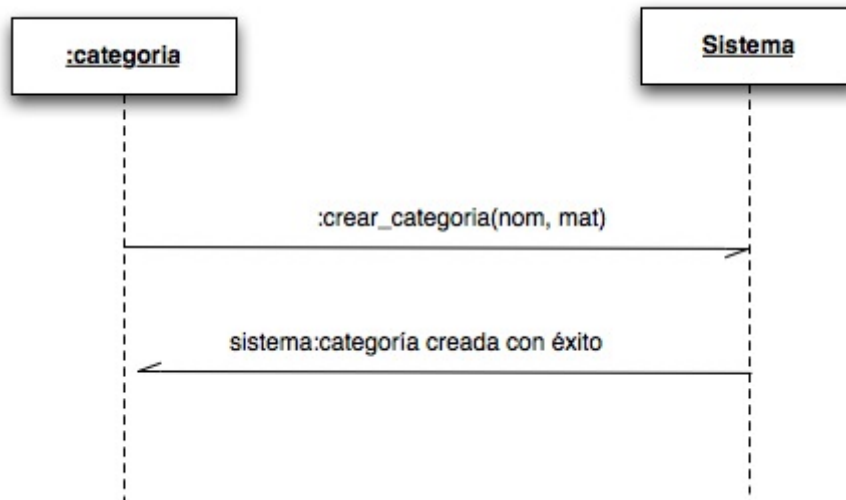 :categoria
Sistema
:crear_categoria(nom, mat)
sistema:categoría creada con éxito